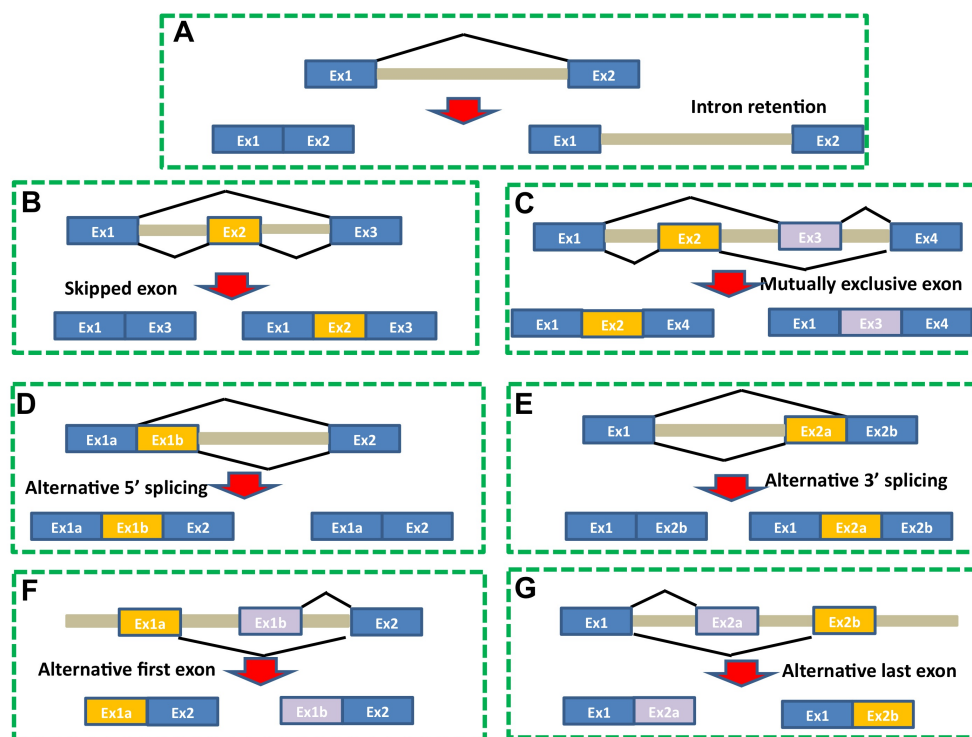 A
Ex1 Ex2
Intron retention
Ex1 Ex2 Ex1 Ex2
B
Ex1 Ex2 Ex3
Skipped exon
Ex1 Ex3 Ex1 Ex2 Ex3
C
Ex1 Ex2 Ex3 Ex4
Mutually exclusive exon
Ex1 Ex2 Ex4 Ex1 Ex3 Ex4
D
Ex1a Ex1b Ex2
Alternative 5’ splicing
Ex1a Ex1b Ex2 Ex1a Ex2
E
Ex1 Ex2a Ex2b
Alternative 3’ splicing
Ex1 Ex2b Ex1 Ex2a Ex2b
F
Ex1a Ex1b Ex2
Alternative first exon
Ex1a Ex2 Ex1b Ex2
G
Ex1 Ex2a Ex2b
Alternative last exon
Ex1 Ex2a Ex1 Ex2b